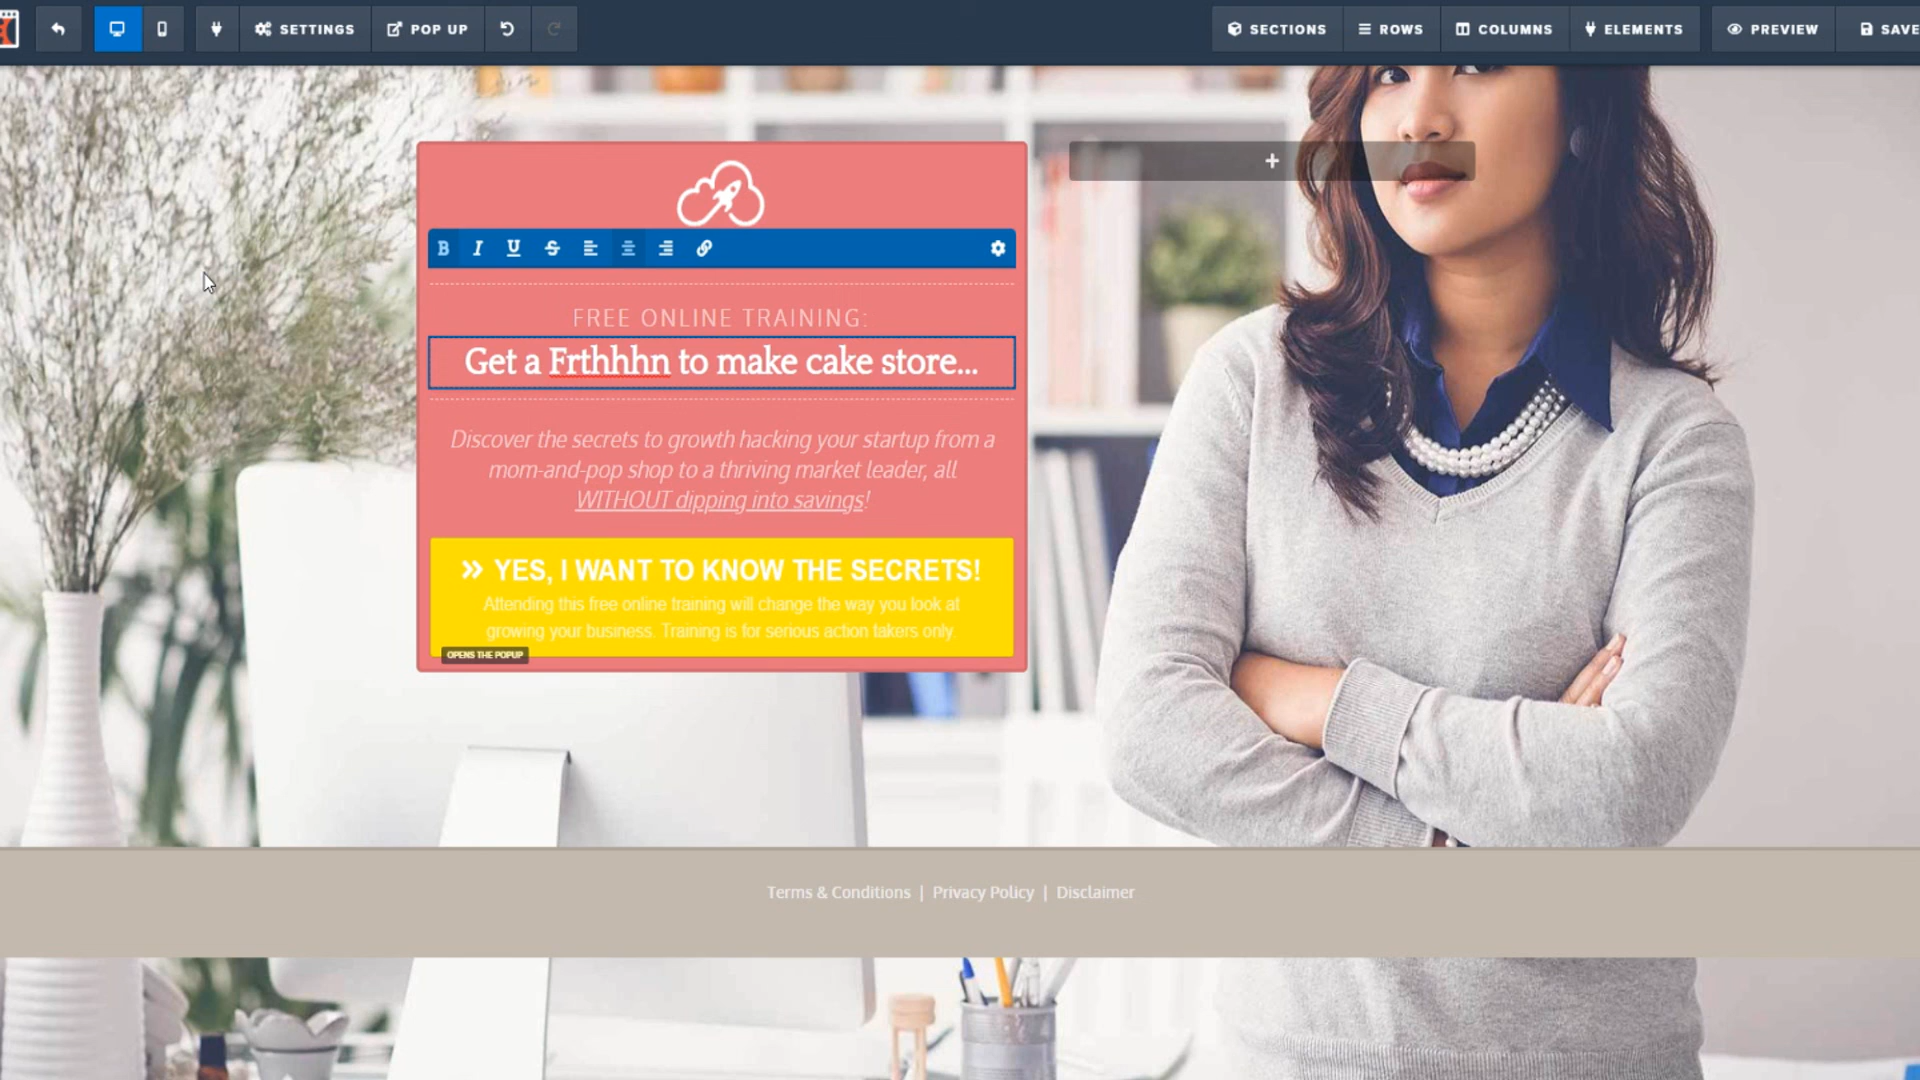 SETTINGS
POP UP
SECTIONS
ROWS
COLUMNS
ELEMENTS
PREVIEW
SAVE
B I U S
FREE ONLINE TRAINING:
Get a Frthhhn to make cake store...
Discover the secrets to growth hacking your startup from a
mom-and-pop shop to a thriving market leader, all
WITHOUT dipping into savings!
» YES, I WANT TO KNOW THE SECRETS!
Attending this free online training will change the way you look at
growing your business. Training is for serious action takers only.
OPENS THE POPUP
Terms & Conditions | Privacy Policy | Disclaimer